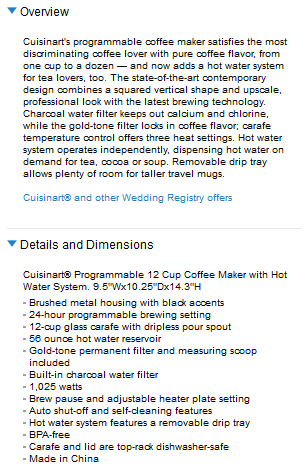 Overview
Cuisinart's programmable coffee maker satisfies the most
discriminating coffee lover with pure coffee flavor, from
one cup to a dozen — and now adds a hot water system
for tea lovers, too. The state-of-the-art contemporary
design combines a squared vertical shape and upscale,
professional look with the latest brewing technology.
Charcoal water filter keeps out calcium and chlorine,
while the gold-tone filter locks in coffee flavor; carafe
temperature control offers three heat settings. Hot water
system operates independently, dispensing hot water on
demand for tea, cocoa or soup. Removable drip tray
allows plenty of room for taller travel mugs.
Cuisinart® and other Wedding Registry offers
Details and Dimensions
Cuisinart® Programmable 12 Cup Coffee Maker with Hot
Water System. 9.5"Wx10.25"Dx14.3"H
- Brushed metal housing with black accents
- 24-hour programmable brewing setting
- 12-cup glass carafe with dripless pour spout
- 56 ounce hot water reservoir
- Gold-tone permanent filter and measuring scoop
included
- Built-in charcoal water filter
- 1,025 watts
- Brew pause and adjustable heater plate setting
- Auto shut-off and self-cleaning features
- Hot water system features a removable drip tray
- BPA-free
- Carafe and lid are top-rack dishwasher-safe
- Made in China